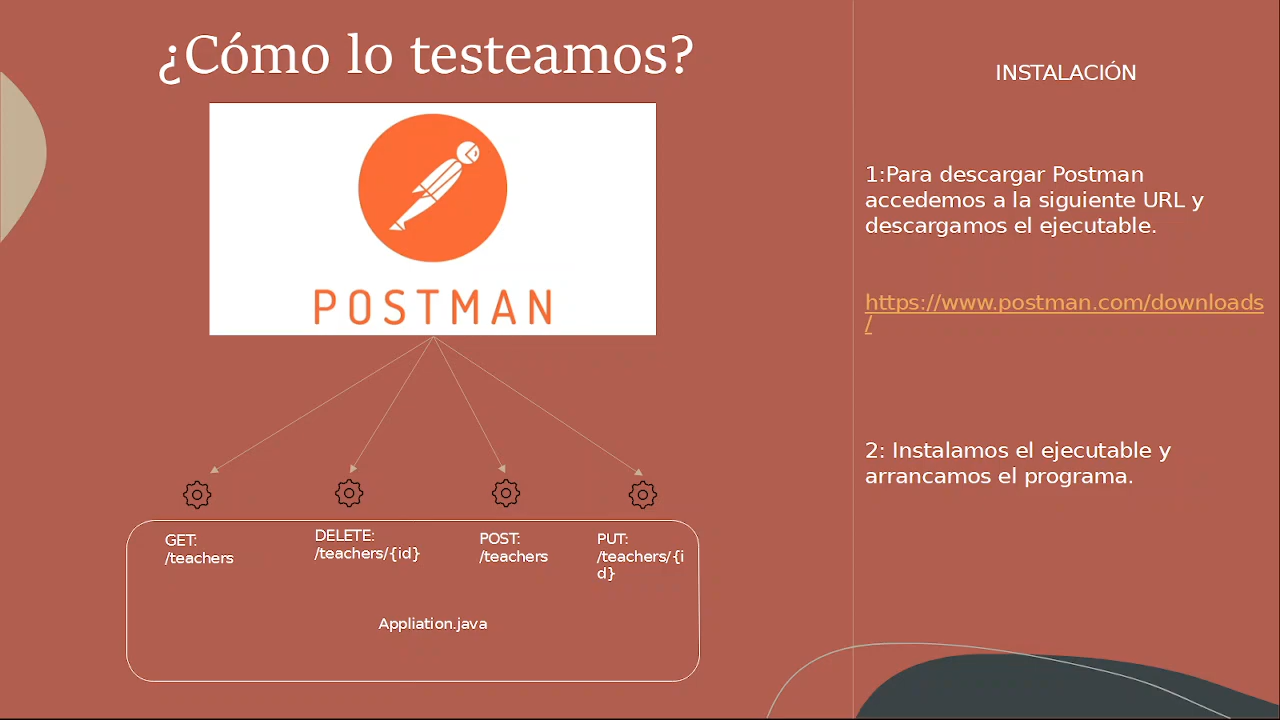 ¿Cómo lo testeamos?
POSTMAN
GET:
/teachers
DELETE:
/teachers/{id}
POST:
/teachers
PUT:
/teachers/{i
d}
Appliation.java
INSTALACIÓN
1:Para descargar Postman
accedemos a la siguiente URL y
descargamos el ejecutable.
https://www.postman.com/downloads
/
2: Instalamos el ejecutable y
arrancamos el programa.